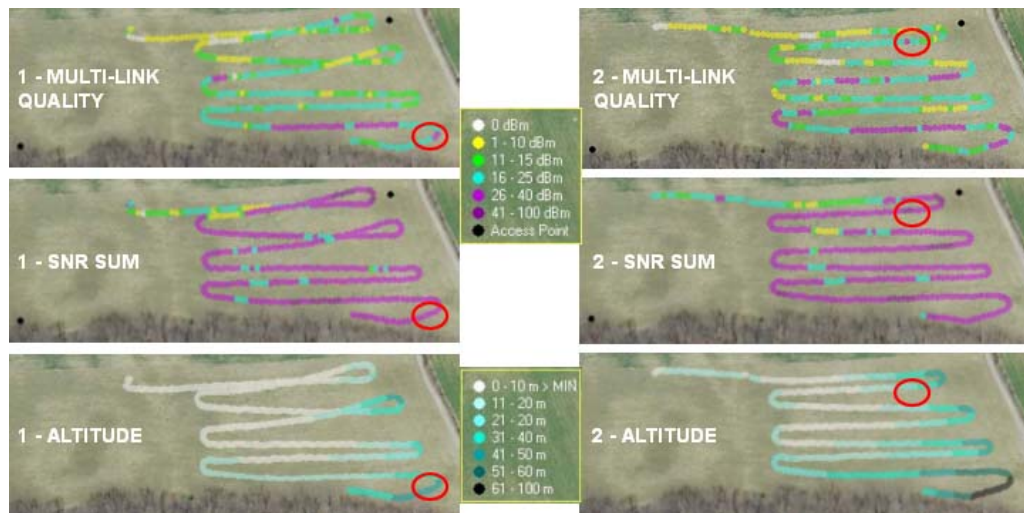 1 - MULTI-LINK
QUALITY
2 - MULTI-LINK
QUALITY
0 dBm
1 - 10 dBm
11 - 15 dBm
16 - 25 dBm
26 - 40 dBm
41 - 100 dBm
Access Point
1 - SNR SUM
2 - SNR SUM
0 - 10 m > MIN
11 - 20 m
21 - 20 m
31 - 40 m
41 - 50 m
51 - 60 m
61 - 100 m
1 - ALTITUDE
2 - ALTITUDE